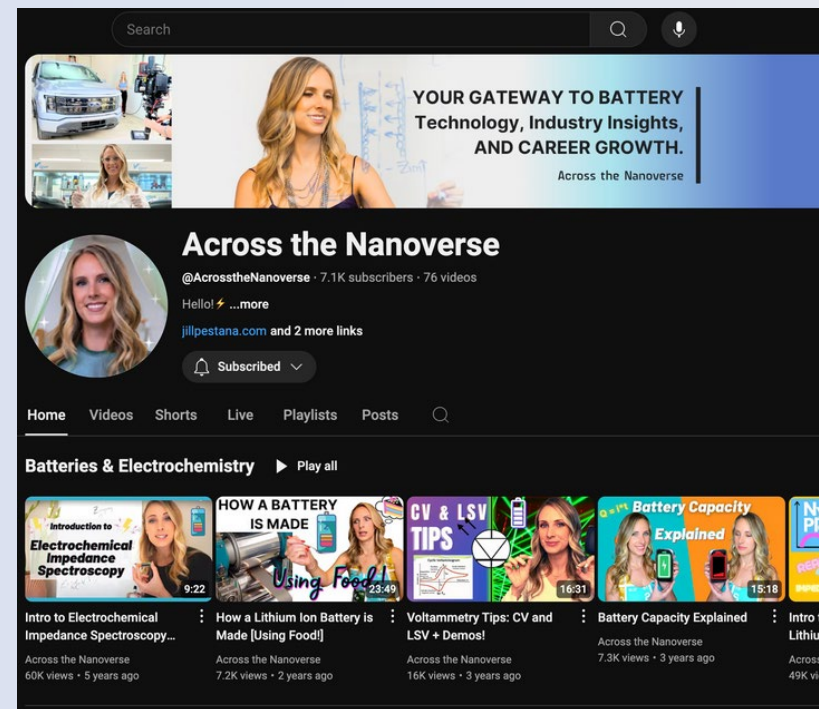 Search
YOUR GATEWAY TO BATTERY
Technology, Industry Insights,
AND CAREER GROWTH.
Across the Nanoverse
Across the Nanoverse
@AcrosstheNanoverse · 7.1K subscribers · 76 videos
Hello!⚡ ...more
jillpestana.com and 2 more links
Subscribed
Home Videos Shorts Live Playlists Posts
Batteries & Electrochemistry Play all
Introduction to
Electrochemical
Impedance
Spectroscopy
9:22
Intro to Electrochemical
Impedance Spectroscopy...
Across the Nanoverse
60K views • 5 years ago
HOW A BATTERY
IS MADE
Using Food!
23:49
How a Lithium Ion Battery is
Made [Using Food!]
Across the Nanoverse
7.2K views • 2 years ago
CV & LSV
TIPS
16:31
Voltammetry Tips: CV and
LSV + Demos!
Across the Nanoverse
16K views • 3 years ago
Q = I*t Battery Capacity
Explained
15:18
Battery Capacity Explained
Across the Nanoverse
7.3K views • 3 years ago
Intro
Lithiu
Across
49K vi